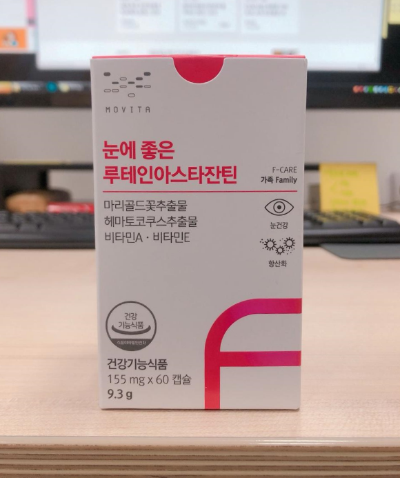 MOVITA
눈에 좋은
루테인아스타잔틴
F-CARE
가족 Family
마리골드꽃추출물
헤마토코쿠스추출물
비타민A · 비타민E
눈건강
항산화
건강
기능식품
건강기능식품
155 mg x 60 캡슐
9.3 g